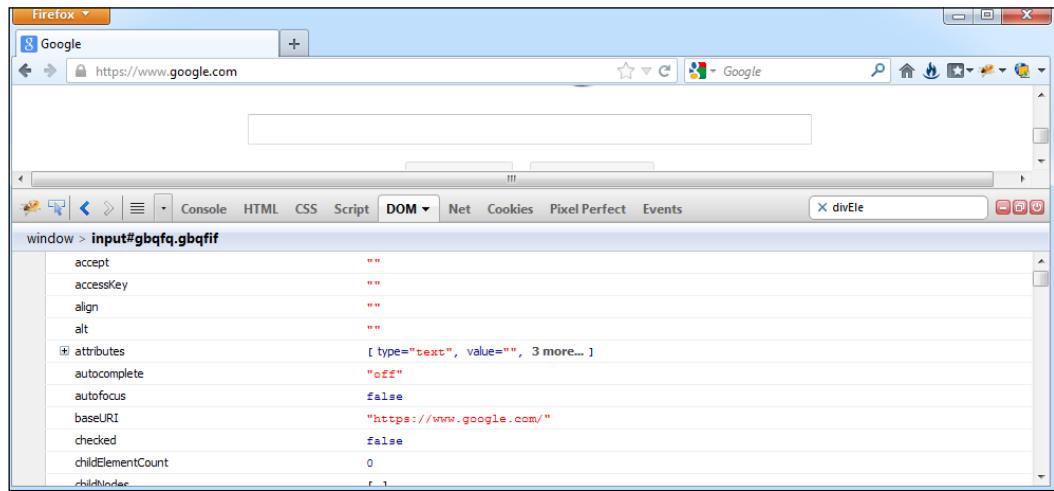 Firefox
Google
https://www.google.com
Google
Console HTML CSS Script DOM Net Cookies Pixel Perfect Events
divEle
window > input#gbqfq.gbqfif
accept ""
accessKey ""
align ""
alt ""
attributes [ type="text", value="", 3 more... ]
autocomplete "off"
autofocus false
baseURI "https://www.google.com/"
checked false
childElementCount 0
childNodes [ ]